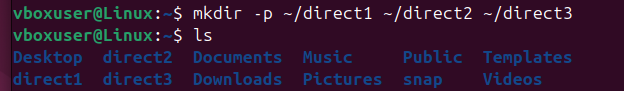 vboxuser@Linux:~$ mkdir -p ~/direct1 ~/direct2 ~/direct3
vboxuser@Linux:~$ ls
Desktop  direct2  Documents  Music     Public  Templates
direct1  direct3  Downloads  Pictures  snap    Videos